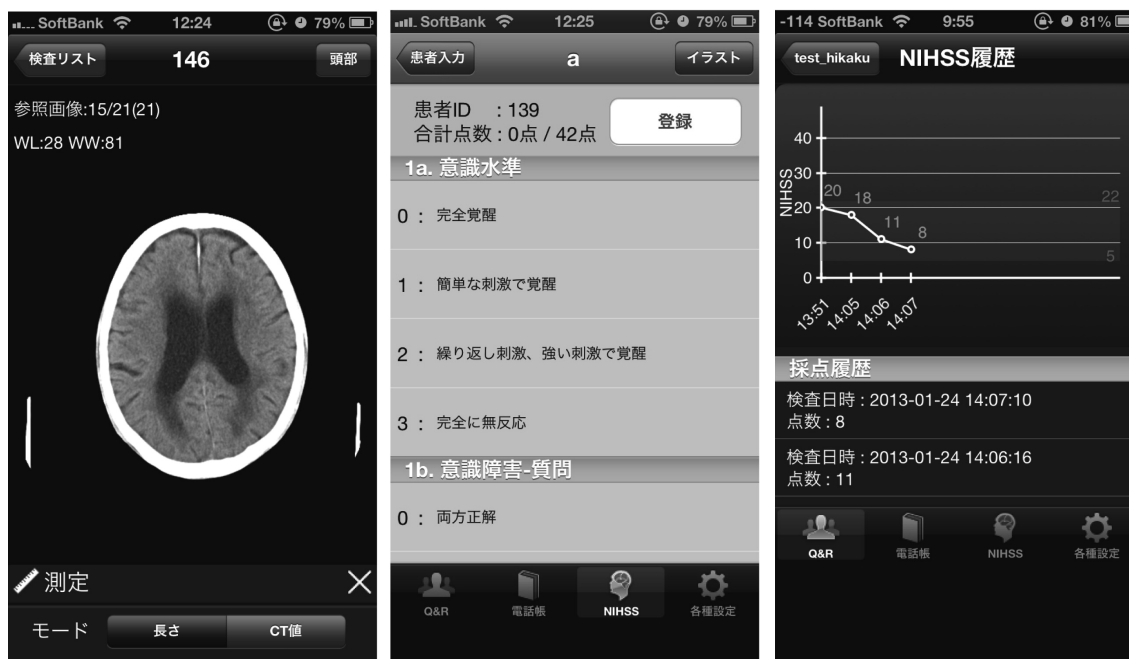 SoftBank 12:24 79%
検査リスト 146 頭部
参照画像:15/21(21)
WL:28 WW:81
測定
モード 長さ CT値
SoftBank 12:25 79%
患者入力 a イラスト
患者ID : 139
合計点数 : 0点 / 42点
登録
1a. 意識水準
0 : 完全覚醒
1 : 簡単な刺激で覚醒
2 : 繰り返し刺激、強い刺激で覚醒
3 : 完全に無反応
1b. 意識障害-質問
0 : 両方正解
Q&R 電話帳 NIHSS 各種設定
-114 SoftBank 9:55 81%
test_hikaku NIHSS履歴
NIHSS
40
30
20
10
0
20
18
11
8
22
5
13:51 14:05 14:06 14:07
採点履歴
検査日時 : 2013-01-24 14:07:10
点数 : 8
検査日時 : 2013-01-24 14:06:16
点数 : 11
Q&R 電話帳 NIHSS 各種設定